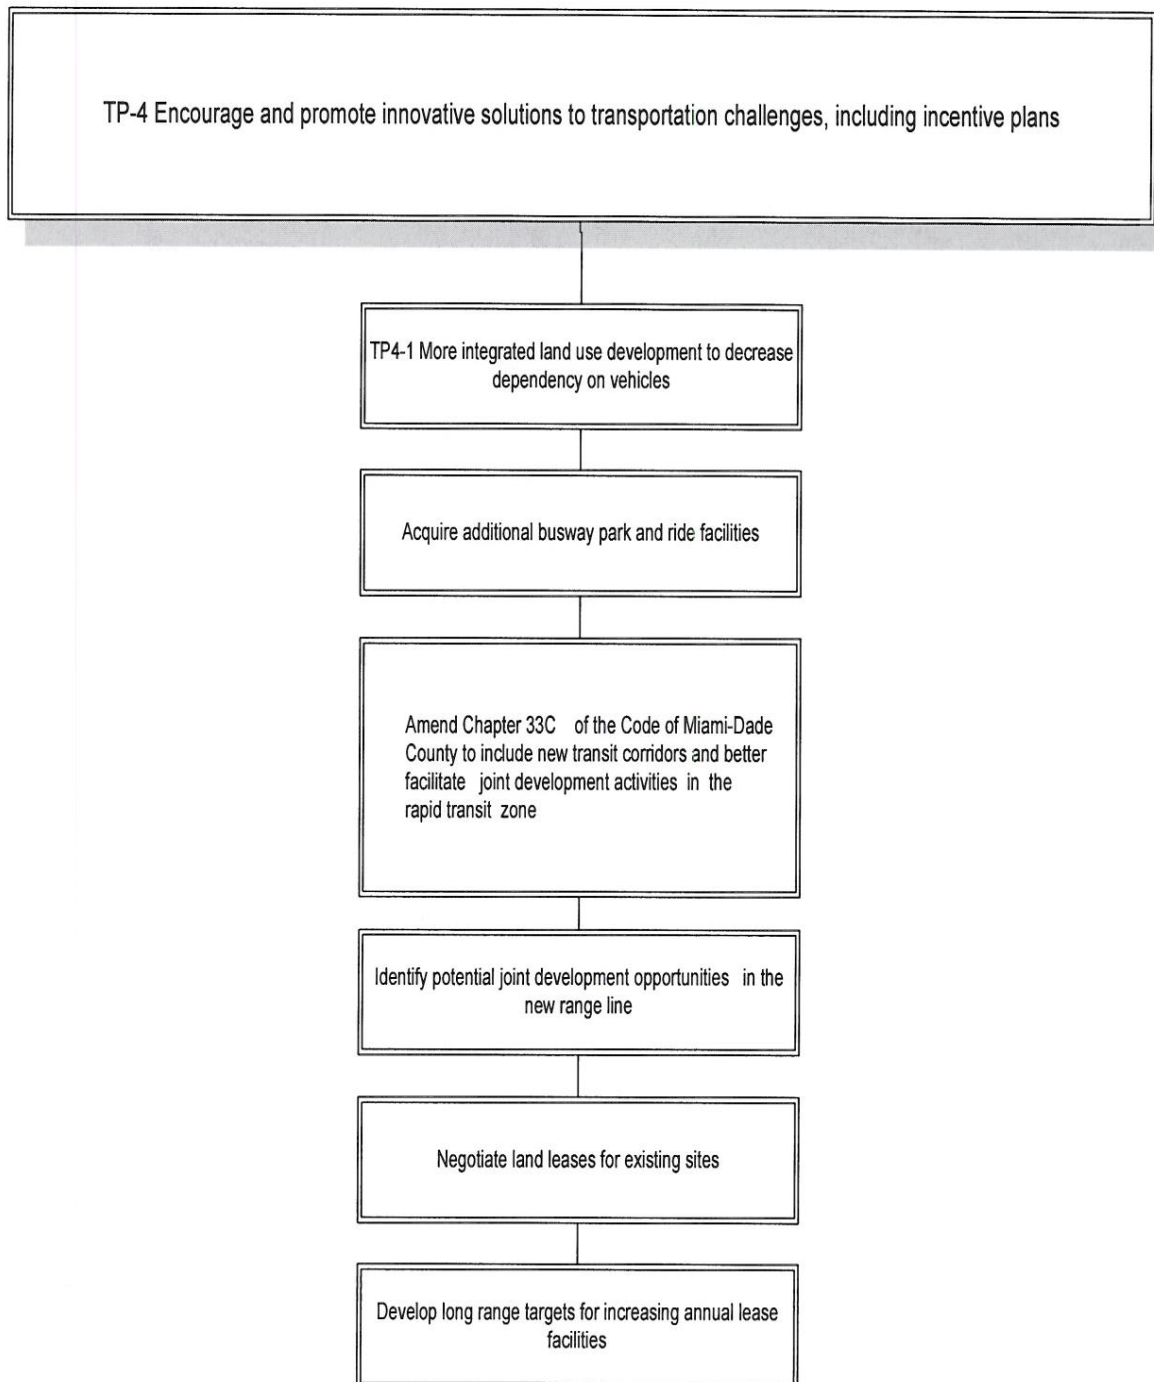 TP-4 Encourage and promote innovative solutions to transportation challenges, including incentive plans
TP4-1 More integrated land use development to decrease
dependency on vehicles
Acquire additional busway park and ride facilities
Amend Chapter 33C of the Code of Miami-Dade
County to include new transit corridors and better
facilitate joint development activities in the
rapid transit zone
Identify potential joint development opportunities in the
new range line
Negotiate land leases for existing sites
Develop long range targets for increasing annual lease
facilities